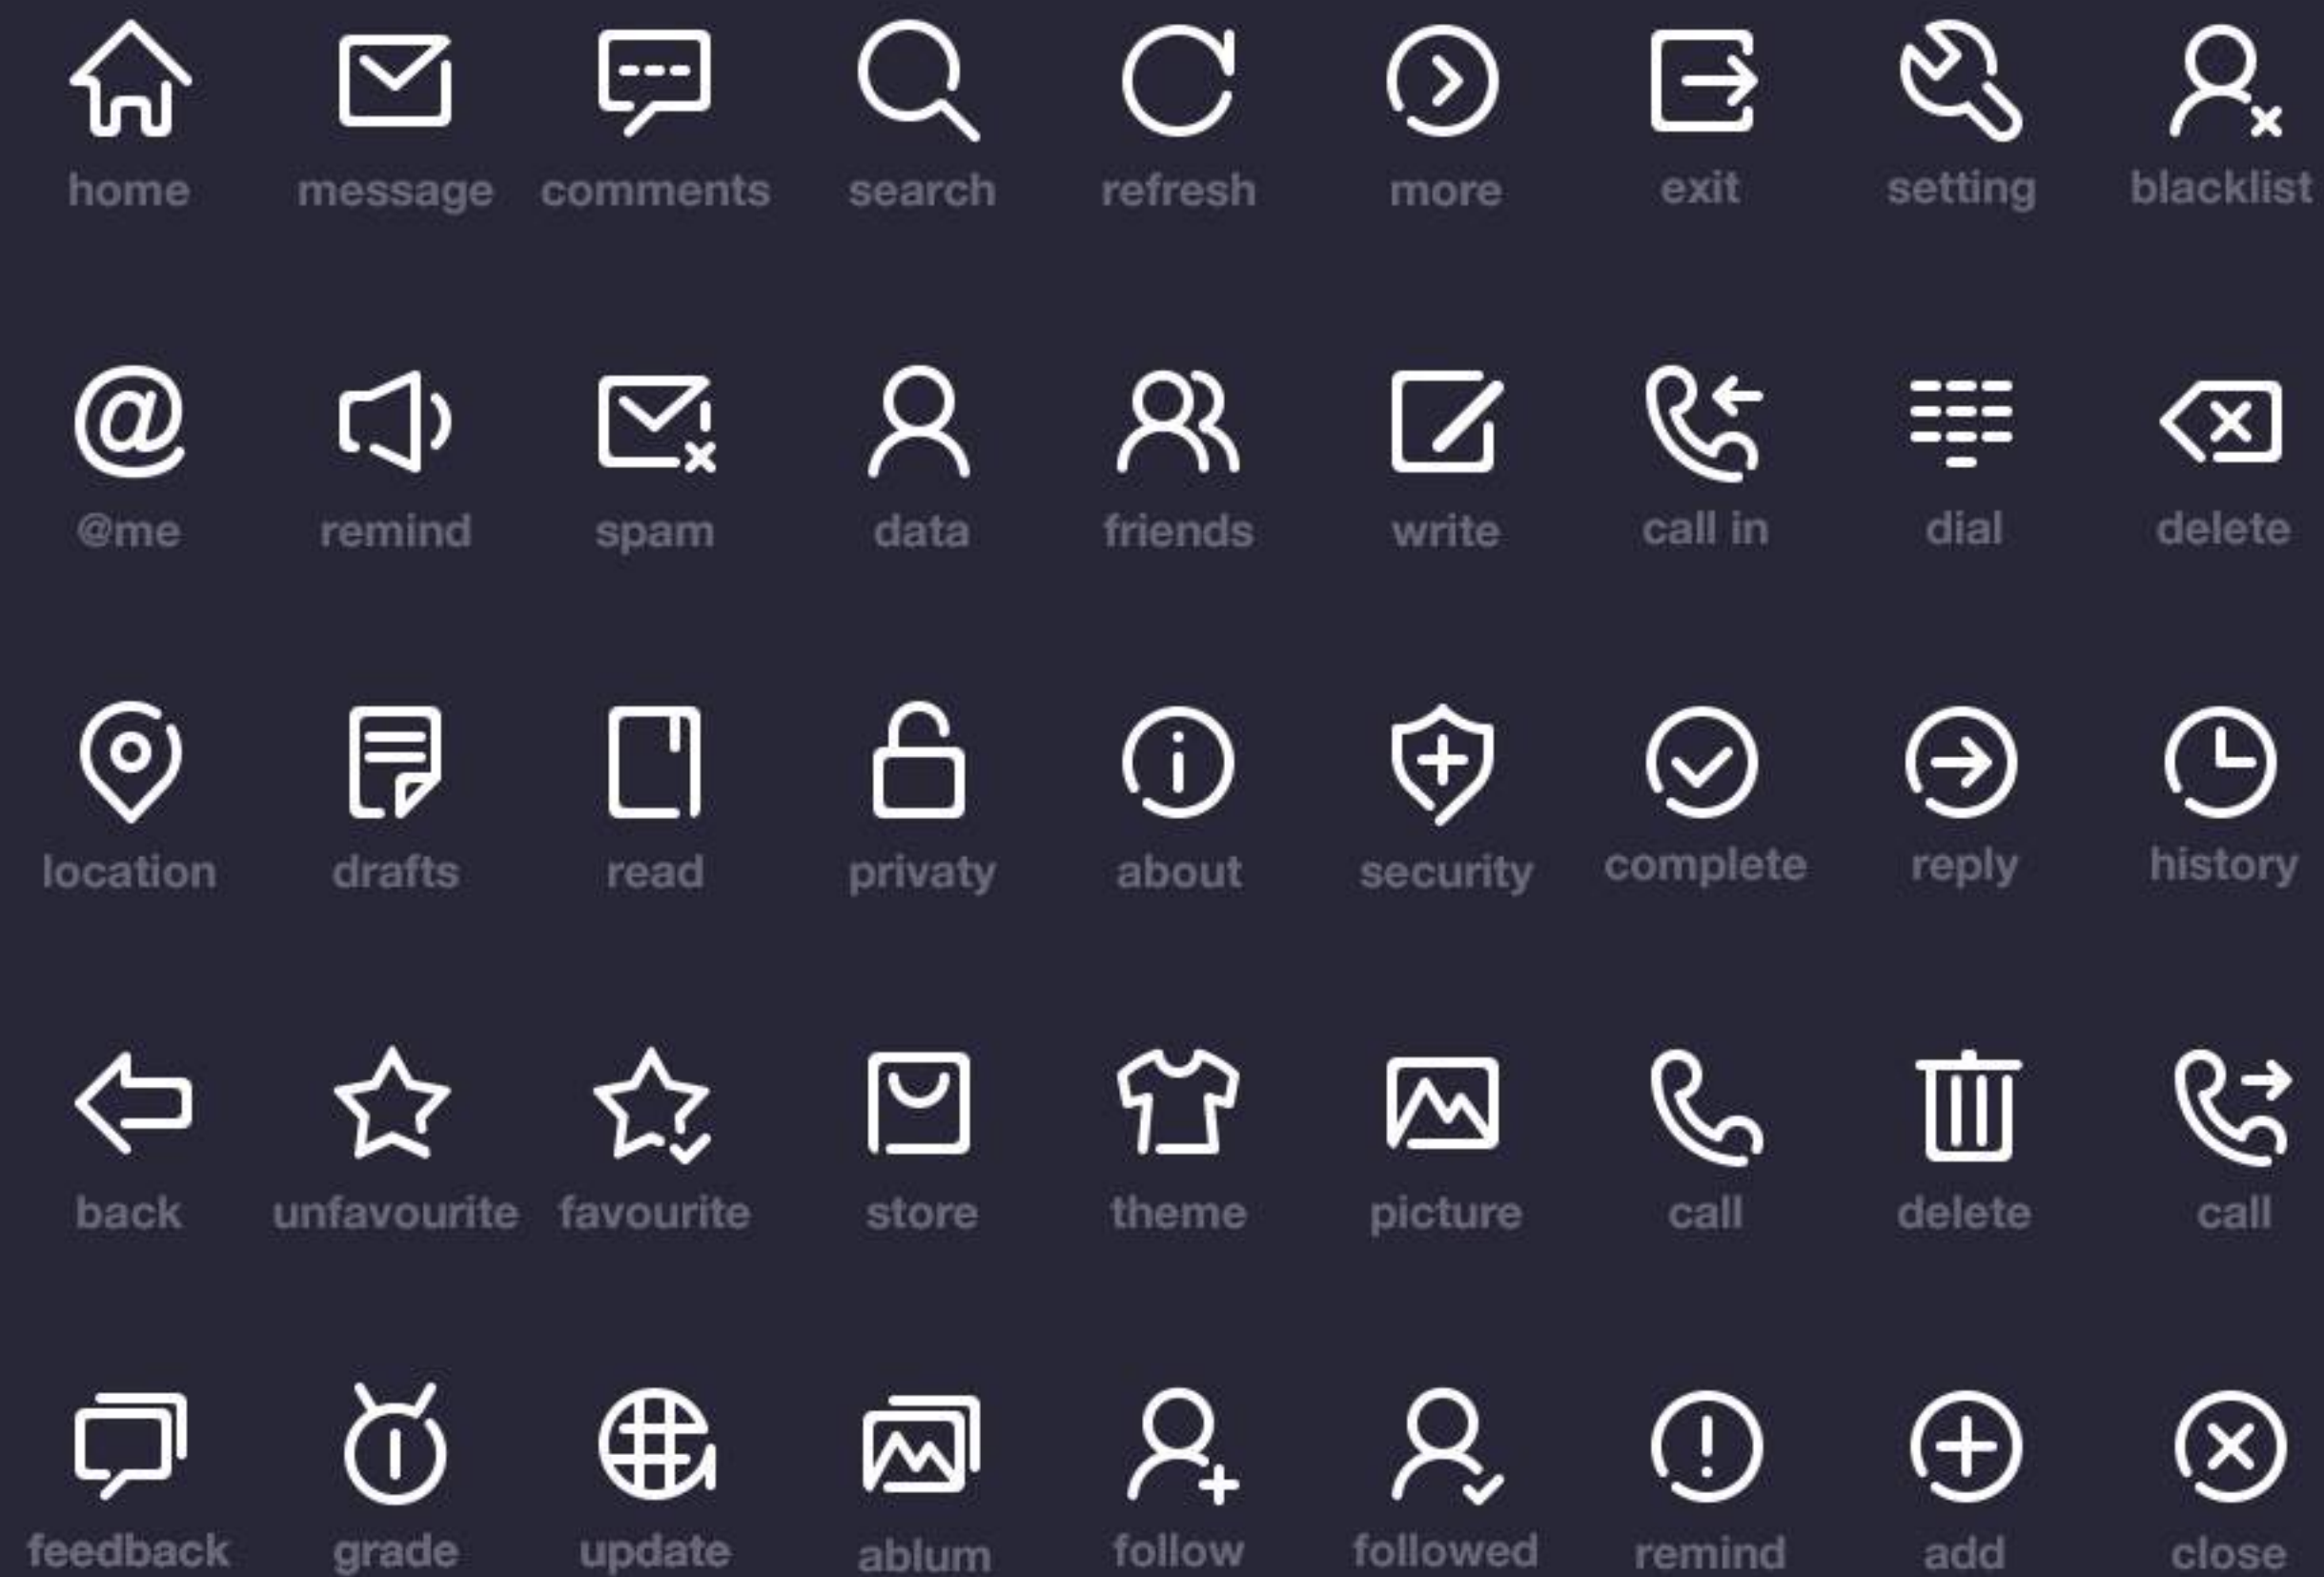 home message comments search refresh more exit setting blacklist
@me remind spam data friends write call in dial delete
location drafts read privaty about security complete reply history
back unfavourite favourite store theme picture call delete call
feedback grade update ablum follow followed remind add close